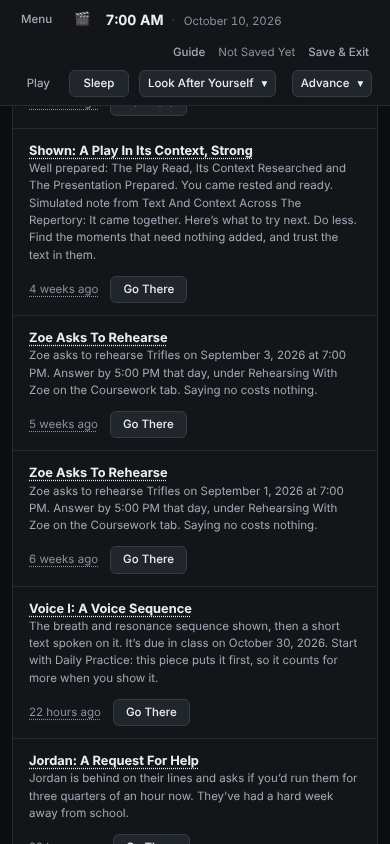 Menu 🎬 7:00 AM · October 10, 2026
Guide Not Saved Yet Save & Exit
Play Sleep Look After Yourself ▾ Advance ▾
Shown: A Play In Its Context, Strong
Well prepared: The Play Read, Its Context Researched and
The Presentation Prepared. You came rested and ready.
Simulated note from Text And Context Across The
Repertory: It came together. Here's what to try next. Do less.
Find the moments that need nothing added, and trust the
text in them.
4 weeks ago Go There
Zoe Asks To Rehearse
Zoe asks to rehearse Trifles on September 3, 2026 at 7:00
PM. Answer by 5:00 PM that day, under Rehearsing With
Zoe on the Coursework tab. Saying no costs nothing.
5 weeks ago Go There
Zoe Asks To Rehearse
Zoe asks to rehearse Trifles on September 1, 2026 at 7:00
PM. Answer by 5:00 PM that day, under Rehearsing With
Zoe on the Coursework tab. Saying no costs nothing.
6 weeks ago Go There
Voice I: A Voice Sequence
The breath and resonance sequence shown, then a short
text spoken on it. It's due in class on October 30, 2026. Start
with Daily Practice: this piece puts it first, so it counts for
more when you show it.
22 hours ago Go There
Jordan: A Request For Help
Jordan is behind on their lines and asks if you'd run them for
three quarters of an hour now. They've had a hard week
away from school.